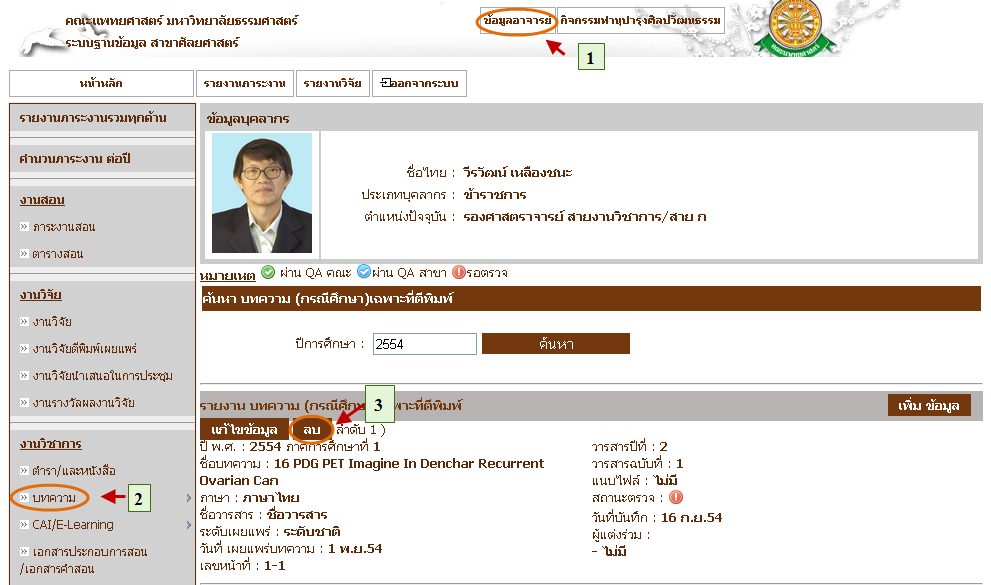 คณะแพทยศาสตร์ มหาวิทยาลัยธรรมศาสตร์
ระบบฐานข้อมูล สาขาศัลยศาสตร์
ข้อมูลอาจารย์ กิจกรรมทำนุบำรุงศิลปวัฒนธรรม
1
หน้าหลัก รายงานภาระงาน รายงานวิจัย ออกจากระบบ
รายงานภาระงานรวมทุกด้าน
คำนวนภาระงาน ต่อปี
งานสอน
ภาระงานสอน
ตารางสอน
งานวิจัย
งานวิจัย
งานวิจัยตีพิมพ์เผยแพร่
งานวิจัยนำเสนอในการประชุม
งานรางวัลผลงานวิจัย
งานวิชาการ
ตำรา/และหนังสือ
บทความ
2
CAI/E-Learning
เอกสารประกอบการสอน
/เอกสารคำสอน
ข้อมูลบุคลากร
ชื่อไทย : วีรวัฒน์ เหลืองชนะ
ประเภทบุคลากร : ข้าราชการ
ตำแหน่งปัจจุบัน : รองศาสตราจารย์ สายงานวิชาการ/สาย ก
หมายเหต ผ่าน QA คณะ ผ่าน QA สาขา รอตรวจ
ค้นหา บทความ (กรณีศึกษา)เฉพาะที่ตีพิมพ์
ปีการศึกษา : 2554 ค้นหา
รายงาน บทความ (กรณีศึกษา)เฉพาะที่ตีพิมพ์ เพิ่ม ข้อมูล
3
แก้ไขข้อมูล ลบ ลำดับ 1 )
ปี พ.ศ. : 2554 ภาคการศึกษาที่ 1
ชื่อบทความ : 16 PDG PET Imagine In Denchar Recurrent
Ovarian Can
ภาษา : ภาษาไทย
ชื่อวารสาร : ชื่อวารสาร
ระดับเผยแพร่ : ระดับชาติ
วันที่ เผยแพร่บทความ : 1 พ.ย.54
เลขหน้าที่ : 1-1
วารสารปีที่ : 2
วารสารฉบับที่ : 1
แนบไฟล์ : ไม่มี
สถานะตรวจ :
วันที่บันทึก : 16 ก.ย.54
ผู้แต่งร่วม :
- ไม่มี